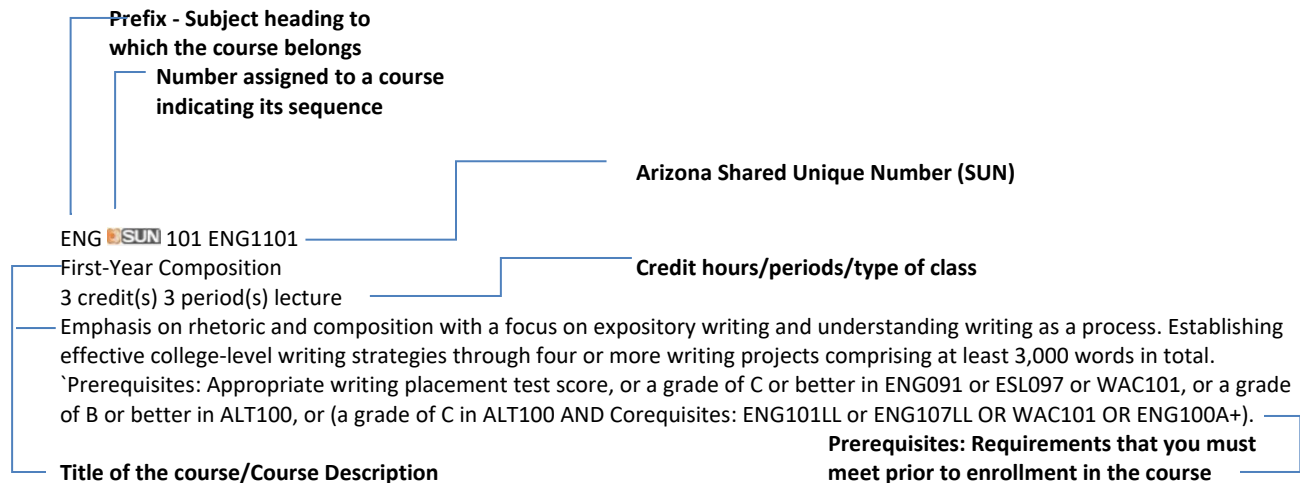 Prefix - Subject heading to
which the course belongs
Number assigned to a course
indicating its sequence
Arizona Shared Unique Number (SUN)
ENG SUN 101 ENG1101
First-Year Composition
Credit hours/periods/type of class
3 credit(s) 3 period(s) lecture
Emphasis on rhetoric and composition with a focus on expository writing and understanding writing as a process. Establishing
effective college-level writing strategies through four or more writing projects comprising at least 3,000 words in total.
`Prerequisites: Appropriate writing placement test score, or a grade of C or better in ENG091 or ESL097 or WAC101, or a grade
of B or better in ALT100, or (a grade of C in ALT100 AND Corequisites: ENG101LL or ENG107LL OR WAC101 OR ENG100A+).
Prerequisites: Requirements that you must
meet prior to enrollment in the course
Title of the course/Course Description